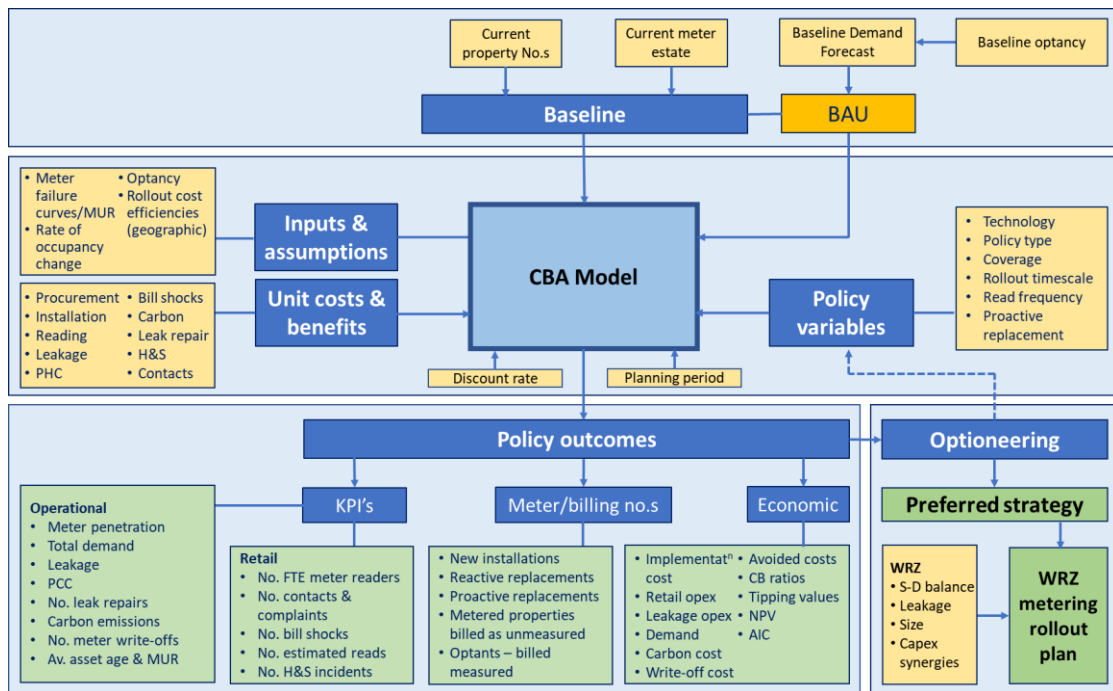 Current
property No.s
Current meter
estate
Baseline Demand
Forecast
Baseline optancy
Baseline
BAU
• Meter
failure
curves/MUR
• Rate of
occupancy
change
• Optancy
• Rollout cost
efficiencies
(geographic)
Inputs &
assumptions
CBA Model
• Technology
• Policy type
• Coverage
• Rollout timescale
• Read frequency
• Proactive
replacement
• Procurement
• Installation
• Reading
• Leakage
• PHC
• Bill shocks
• Carbon
• Leak repair
• H&S
• Contacts
Unit costs &
benefits
Policy
variables
Discount rate
Planning period
Policy outcomes
Optioneering
KPI's
Meter/billing no.s
Economic
Preferred strategy
Operational
• Meter penetration
• Total demand
• Leakage
• PCC
• No. leak repairs
• Carbon emissions
• No. meter write-offs
• Av. asset age & MUR
Retail
• No. FTE meter readers
• No. contacts &
complaints
• No. bill shocks
• No. estimated reads
• No. H&S incidents
• New installations
• Reactive replacements
• Proactive replacements
• Metered properties
billed as unmeasured
• Optants – billed
measured
• Implementatⁿ
cost
• Retail opex
• Leakage opex
• Demand
• Carbon cost
• Write-off cost
• Avoided costs
• CB ratios
• Tipping values
• NPV
• AIC
WRZ
• S-D balance
• Leakage
• Size
• Capex
synergies
WRZ
metering
rollout
plan